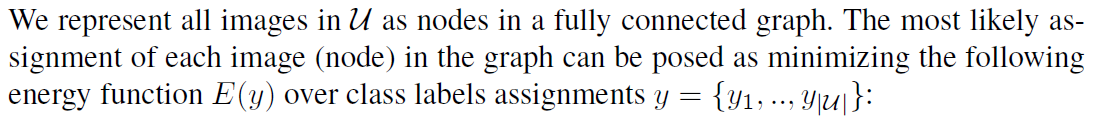 We represent all images in 𝒰 as nodes in a fully connected graph. The most likely as-
signment of each image (node) in the graph can be posed as minimizing the following
energy function E(y) over class labels assignments y = {y₁, .., y|𝒰|}: